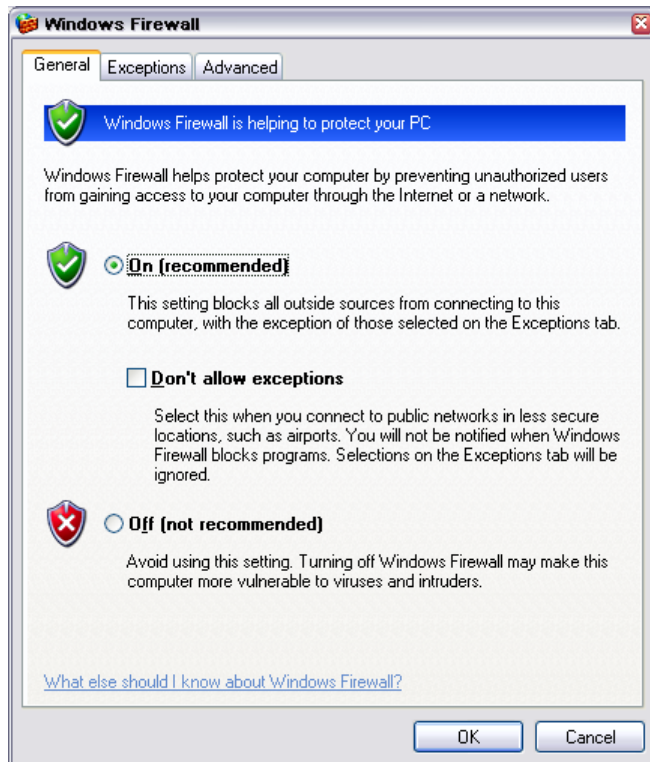 Windows Firewall
General Exceptions Advanced
Windows Firewall is helping to protect your PC
Windows Firewall helps protect your computer by preventing unauthorized users
from gaining access to your computer through the Internet or a network.
On (recommended)
This setting blocks all outside sources from connecting to this
computer, with the exception of those selected on the Exceptions tab.
Don't allow exceptions
Select this when you connect to public networks in less secure
locations, such as airports. You will not be notified when Windows
Firewall blocks programs. Selections on the Exceptions tab will be
ignored.
Off (not recommended)
Avoid using this setting. Turning off Windows Firewall may make this
computer more vulnerable to viruses and intruders.
What else should I know about Windows Firewall?
OK Cancel